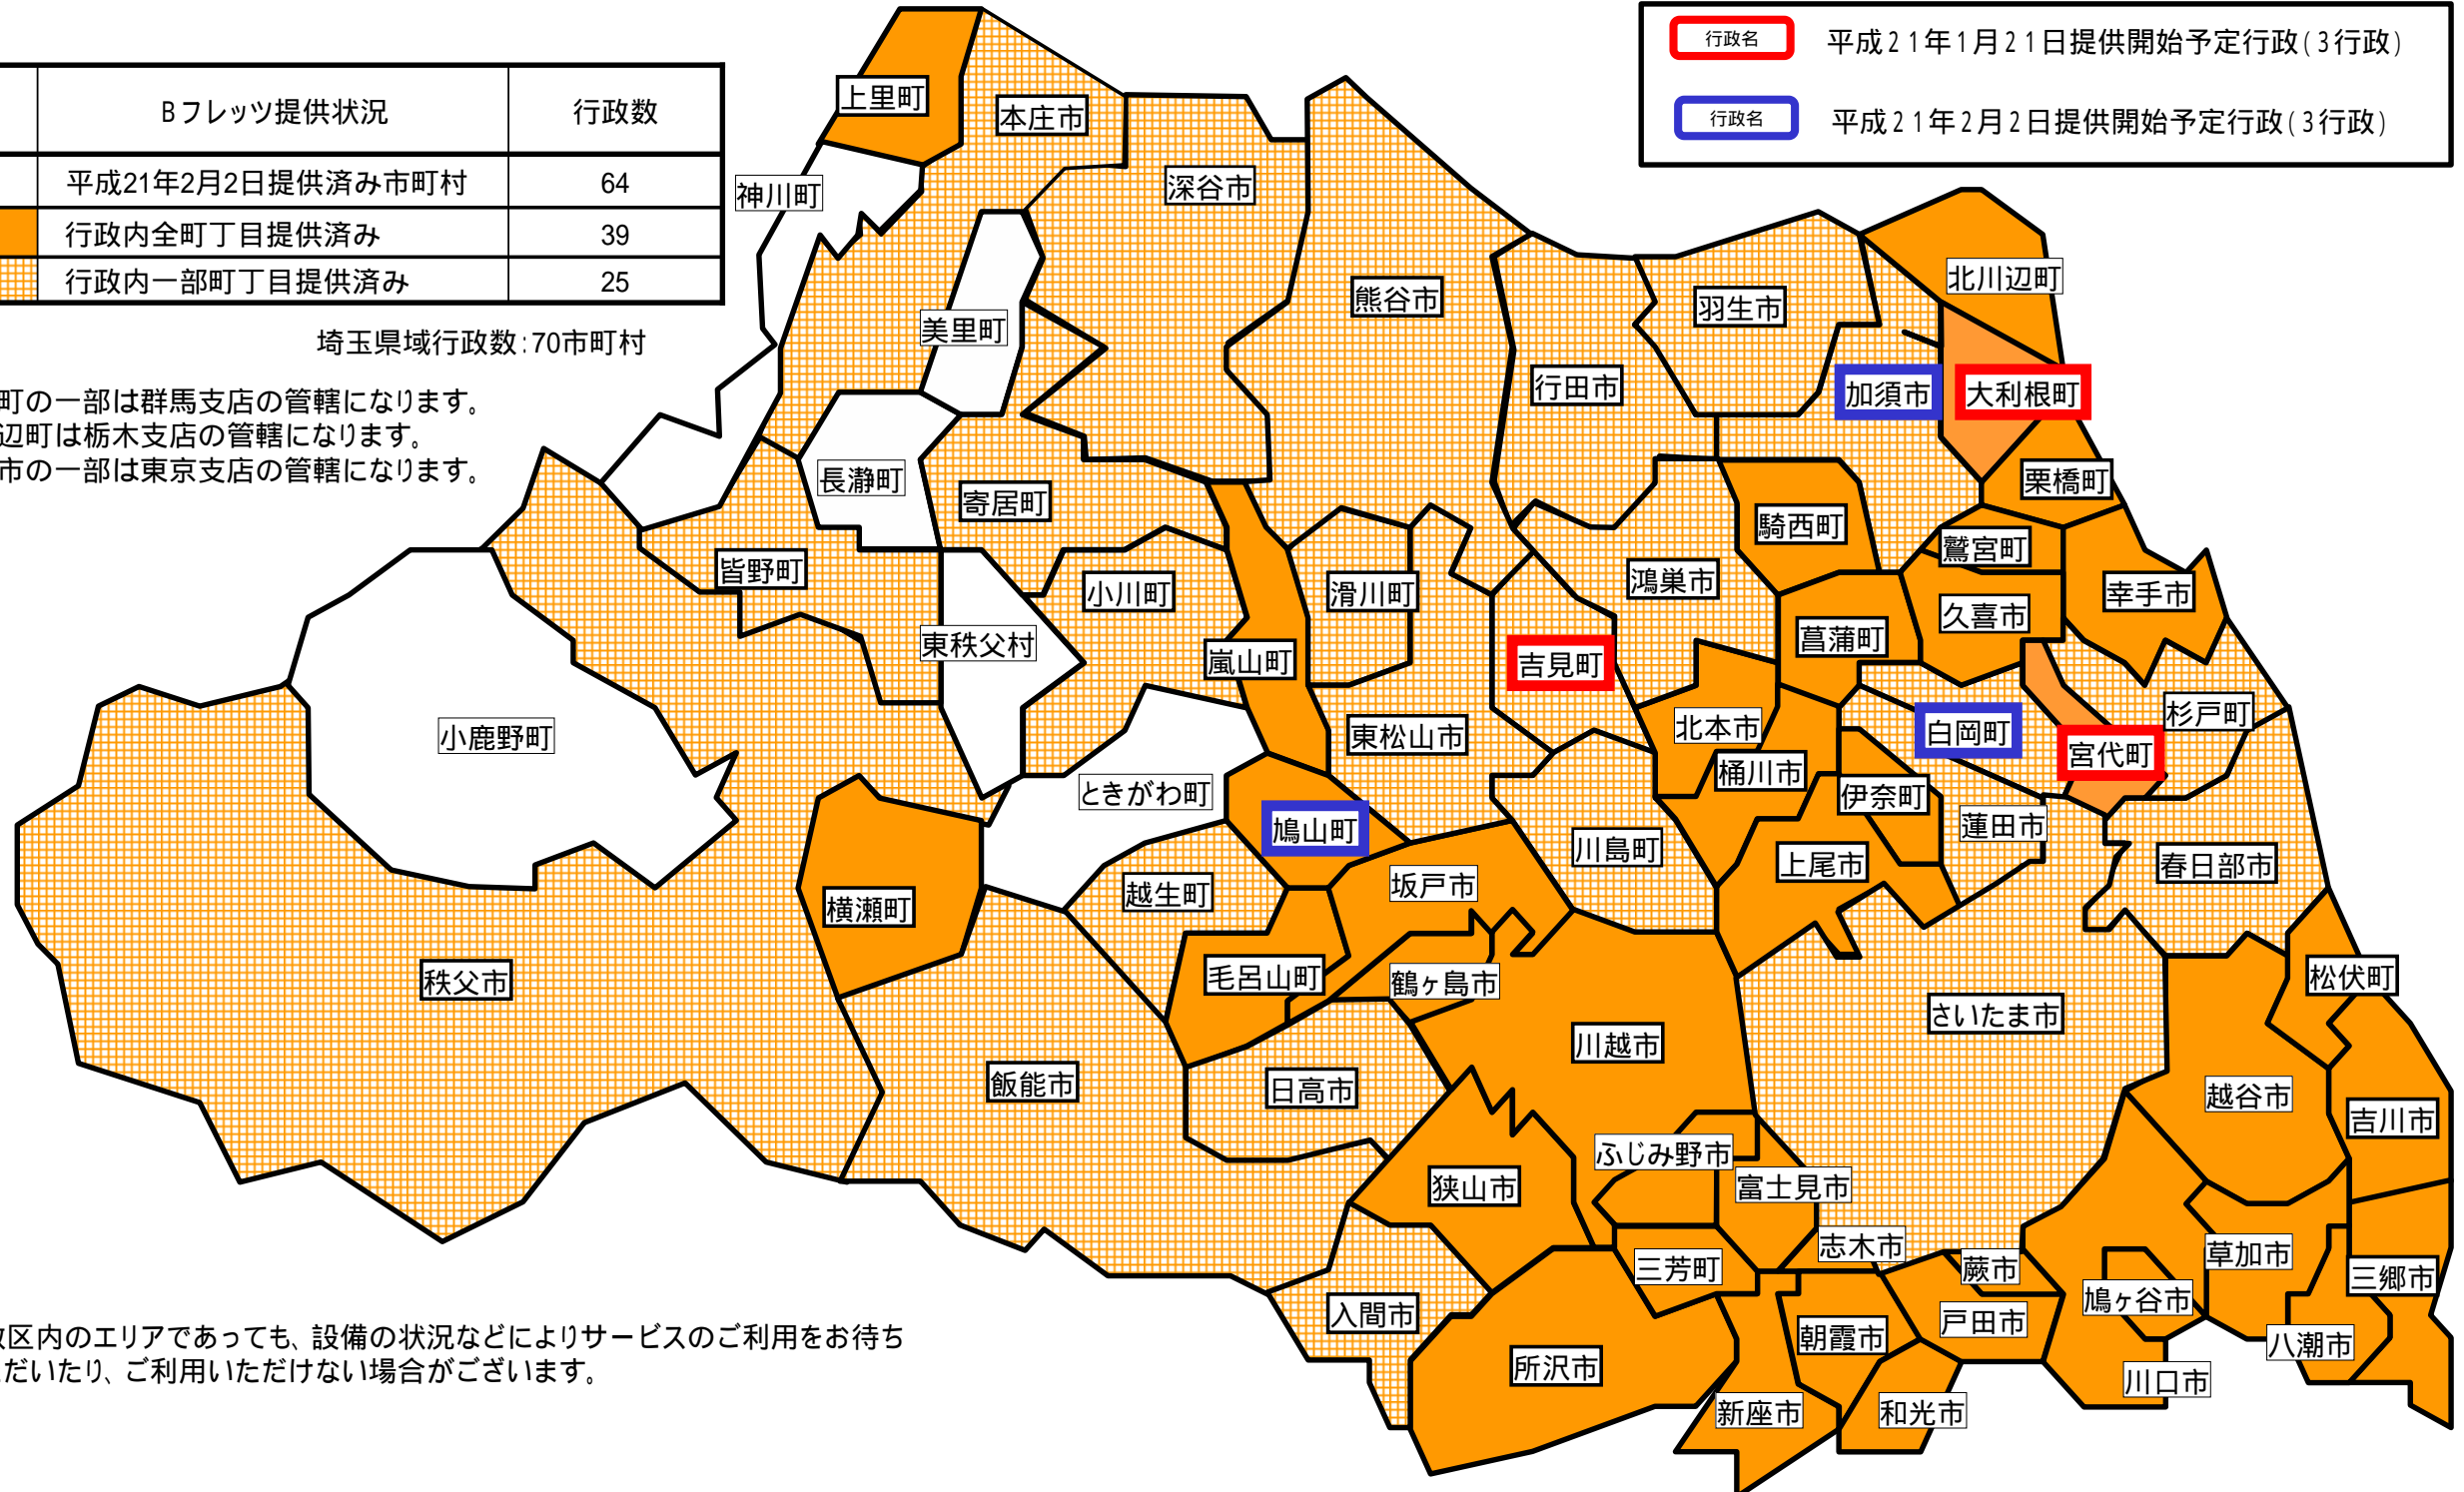 行政名 平成21年1月21日提供開始予定行政(3行政)
行政名 平成21年2月2日提供開始予定行政(3行政)
Bフレッツ提供状況 行政数
平成21年2月2日提供済み市町村 64
行政内全町丁目提供済み 39
行政内一部町丁目提供済み 25
埼玉県域行政数:70市町村
町の一部は群馬支店の管轄になります。
辺町は栃木支店の管轄になります。
市の一部は東京支店の管轄になります。
上里町
本庄市
神川町
深谷市
美里町
熊谷市
行田市
羽生市
北川辺町
加須市
大利根町
長瀞町
寄居町
栗橋町
騎西町
鷲宮町
皆野町
小川町
滑川町
鴻巣市
久喜市
幸手市
東秩父村
嵐山町
吉見町
菖蒲町
小鹿野町
東松山市
北本市
白岡町
杉戸町
ときがわ町
桶川市
宮代町
鳩山町
伊奈町
川島町
蓮田市
上尾市
春日部市
横瀬町
越生町
坂戸市
秩父市
毛呂山町
鶴ヶ島市
松伏町
さいたま市
川越市
飯能市
日高市
越谷市
吉川市
ふじみ野市
狭山市
富士見市
志木市
三芳町
蕨市
草加市
三郷市
入間市
鳩ヶ谷市
戸田市
朝霞市
八潮市
所沢市
川口市
新座市
和光市
区内のエリアであっても、設備の状況などによりサービスのご利用をお待ち
だいたり、ご利用いただけない場合がございます。